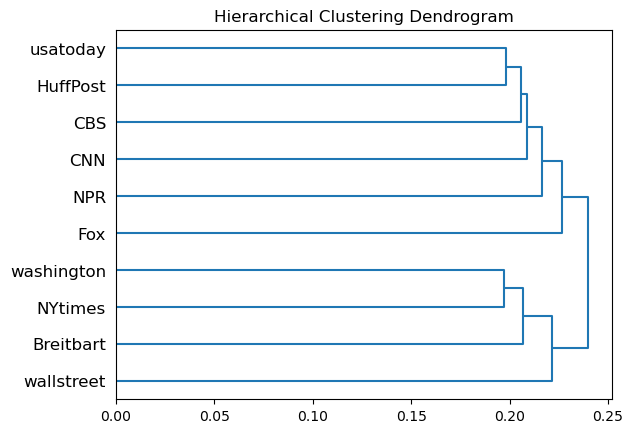 Hierarchical Clustering Dendrogram
usatoday
HuffPost
CBS
CNN
NPR
Fox
washington
NYtimes
Breitbart
wallstreet
0.00 0.05 0.10 0.15 0.20 0.25